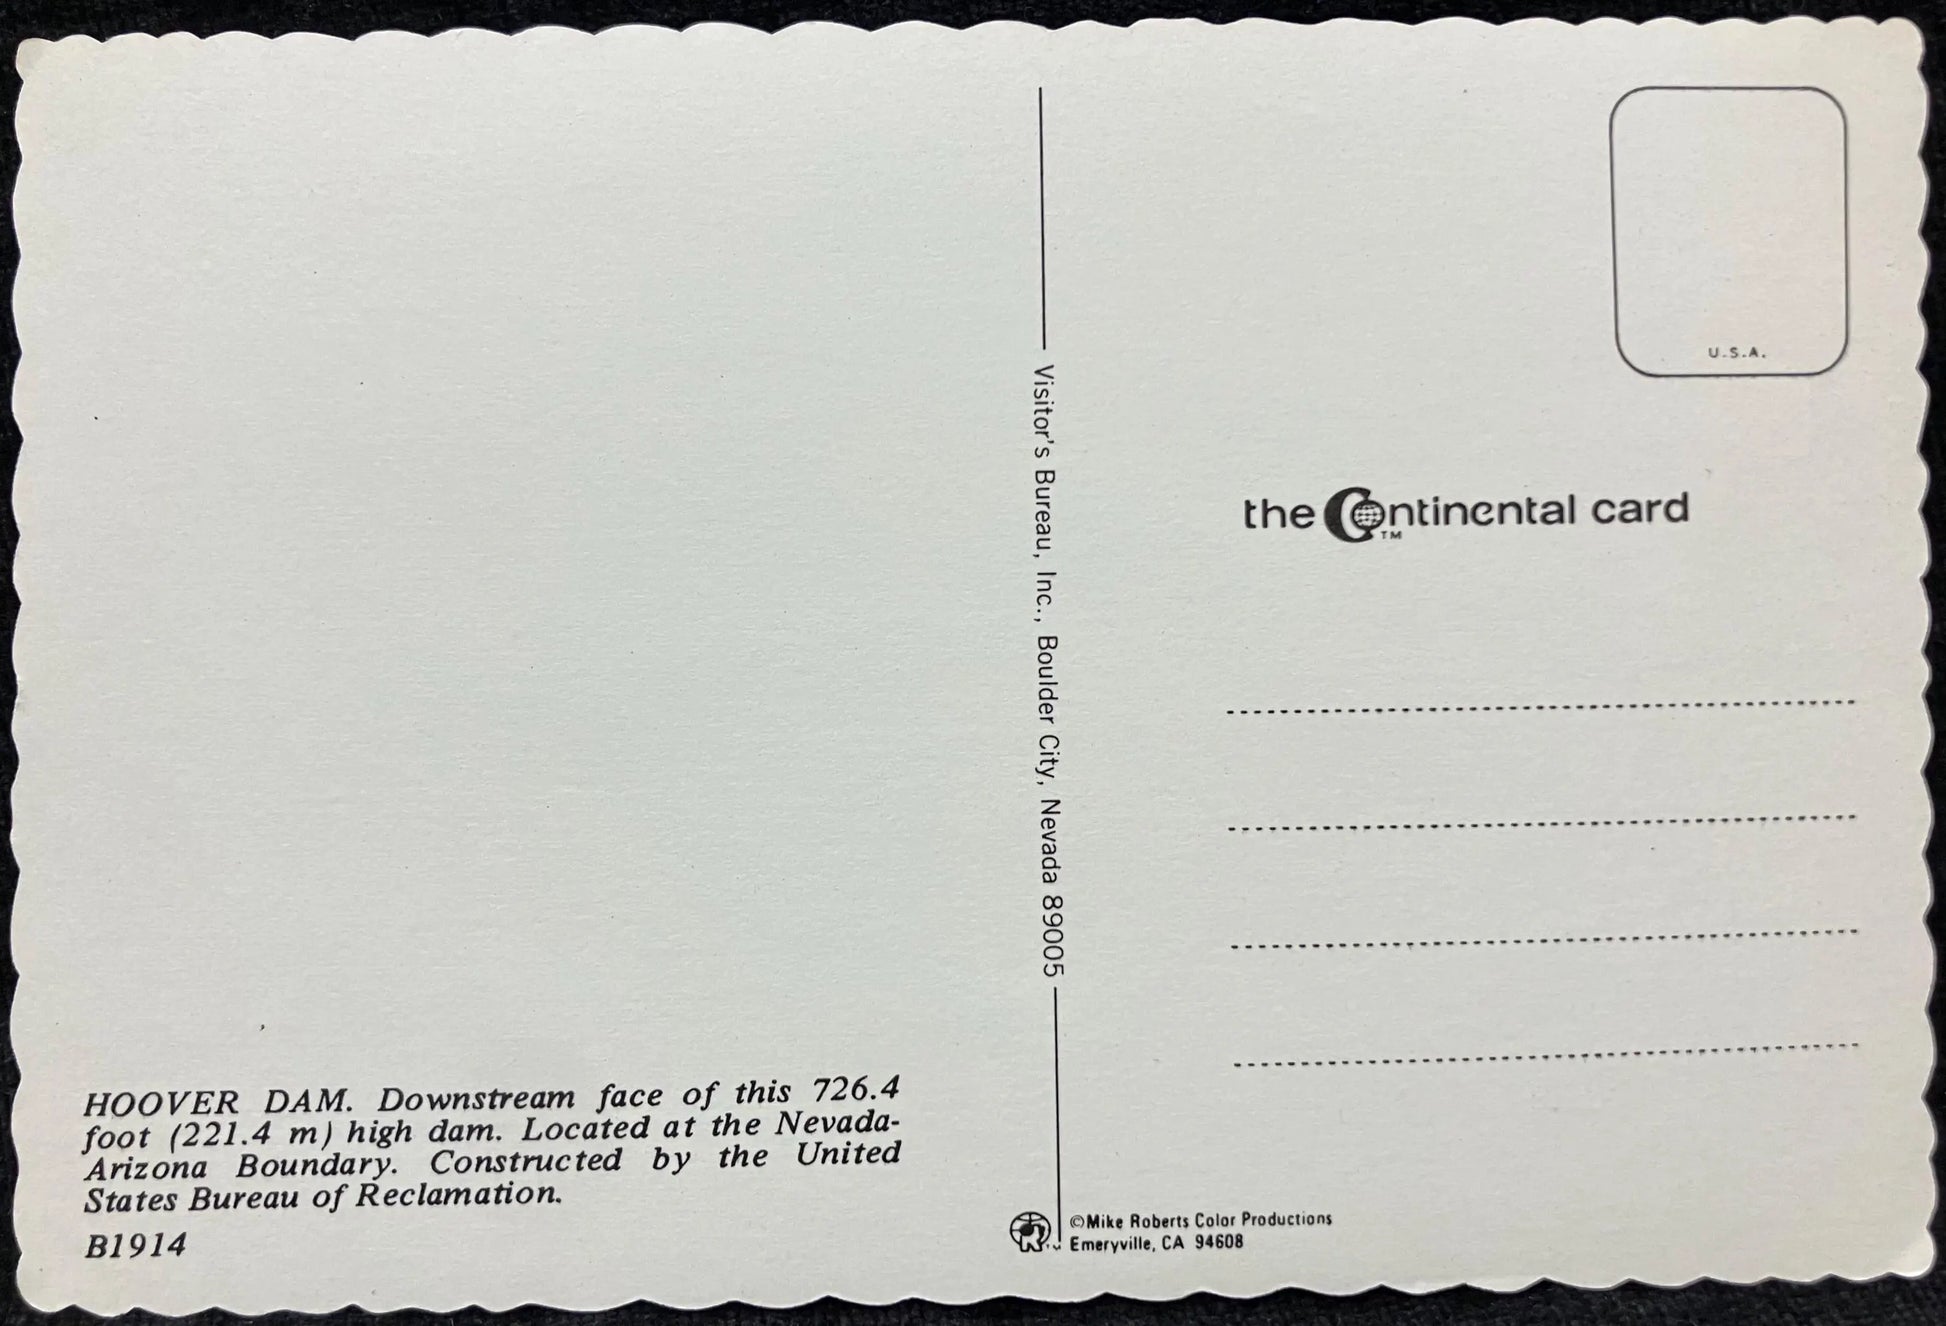 U.S.A.
the Continental card
TM
Visitor's Bureau, Inc., Boulder City, Nevada 89005
HOOVER DAM. Downstream face of this 726.4
foot (221.4 m) high dam. Located at the Nevada-
Arizona Boundary. Constructed by the United
States Bureau of Reclamation.
B1914
©Mike Roberts Color Productions
Emeryville, CA 94608